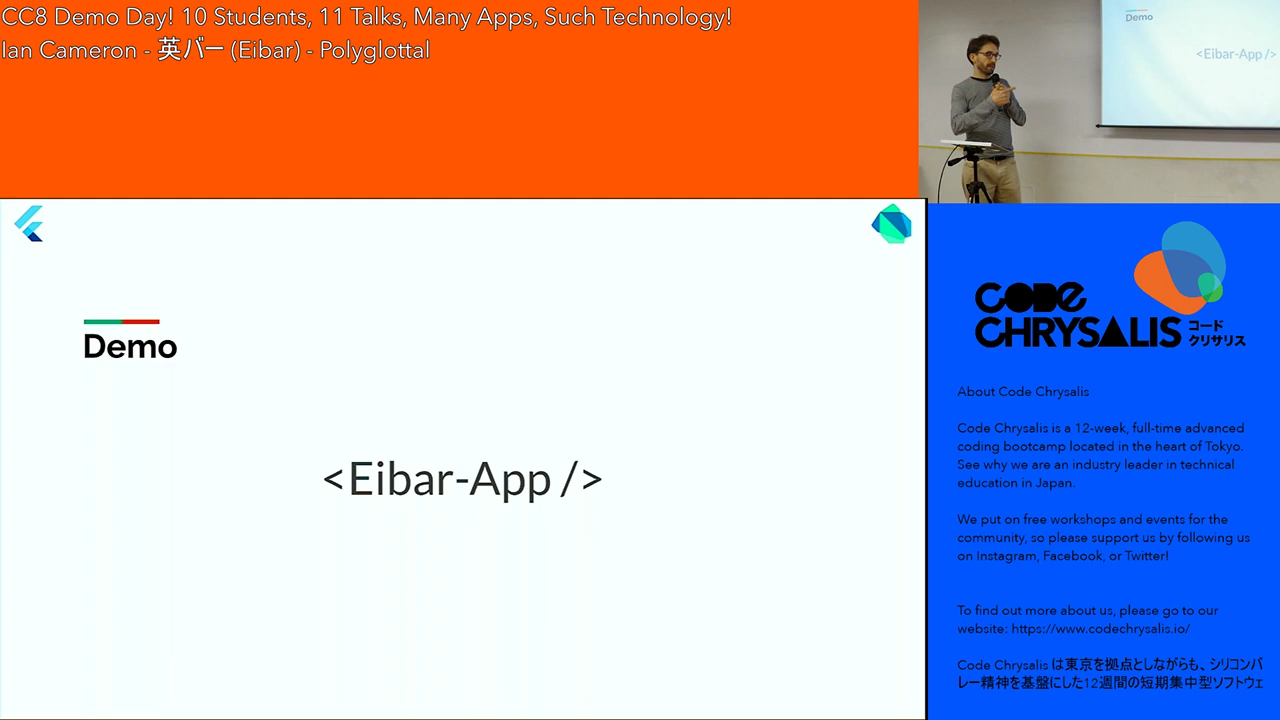 CC8 Demo Day! 10 Students, 11 Talks, Many Apps, Such Technology!
Ian Cameron - 英バー (Eibar) - Polyglottal
Demo
<Eibar-App />
Demo
<Eibar-App />
CODE
CHRYSALIS
コード
クリサリス
About Code Chrysalis
Code Chrysalis is a 12-week, full-time advanced
coding bootcamp located in the heart of Tokyo.
See why we are an industry leader in technical
education in Japan.
We put on free workshops and events for the
community, so please support us by following us
on Instagram, Facebook, or Twitter!
To find out more about us, please go to our
website: https://www.codechrysalis.io/
Code Chrysalis は東京を拠点としながらも、シリコンバ
レー精神を基盤にした12週間の短期集中型ソフトウェ